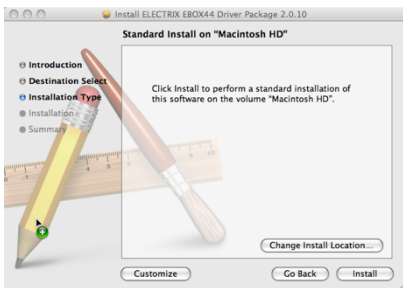 Install ELECTRIX EBOX44 Driver Package 2.0.10
Standard Install on "Macintosh HD"
Introduction
Destination Select
Installation Type
Installation
Summary
Click Install to perform a standard installation of
this software on the volume "Macintosh HD".
Change Install Location...
Customize
Go Back
Install